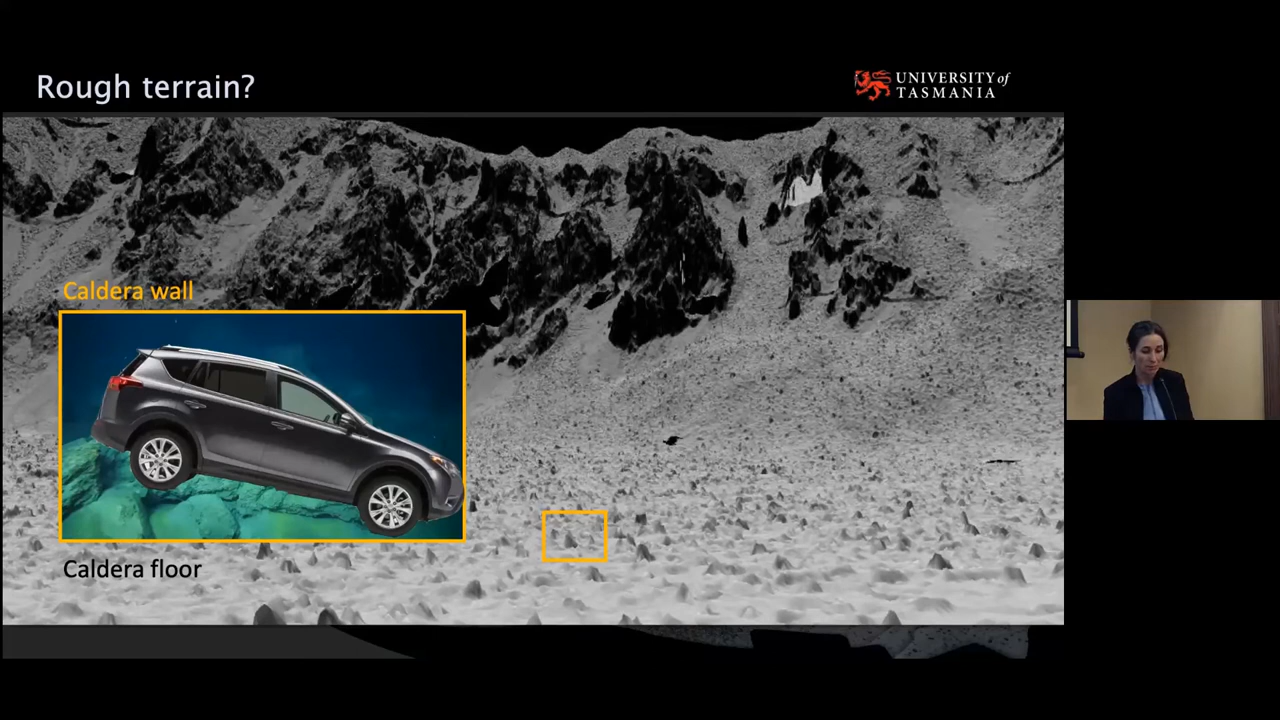 Rough terrain?
UNIVERSITY of
TASMANIA
Caldera wall
Caldera floor